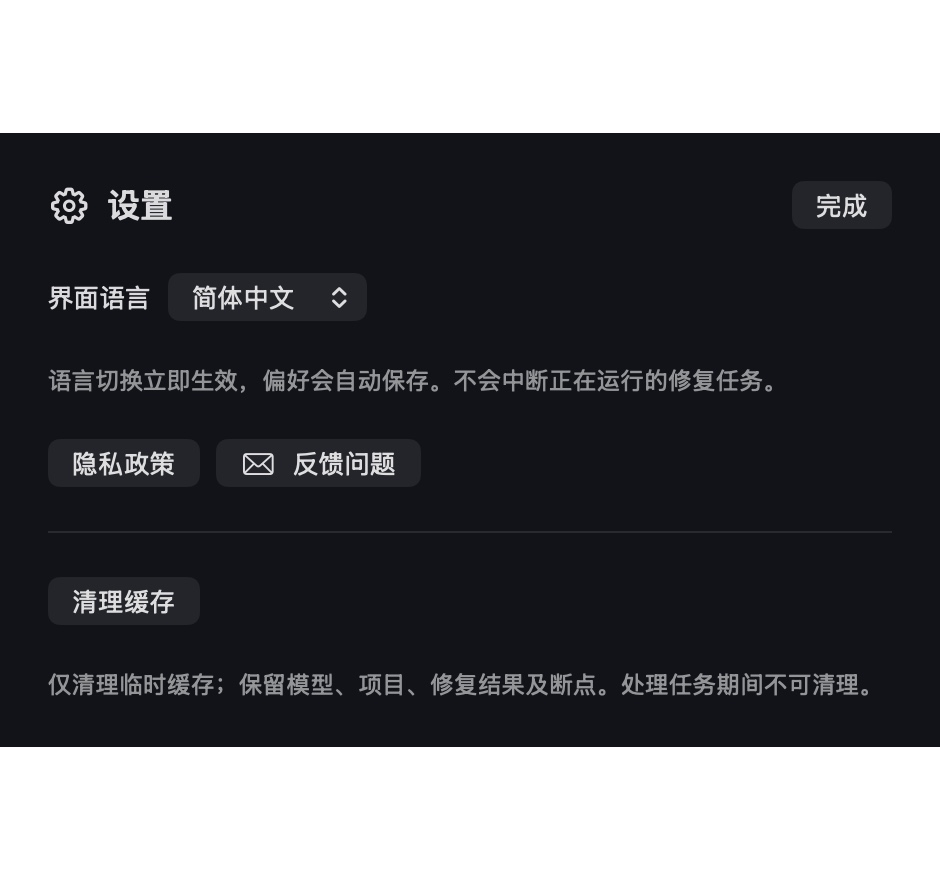 设置
完成
界面语言 简体中文
语言切换立即生效，偏好会自动保存。不会中断正在运行的修复任务。
隐私政策 反馈问题
清理缓存
仅清理临时缓存；保留模型、项目、修复结果及断点。处理任务期间不可清理。